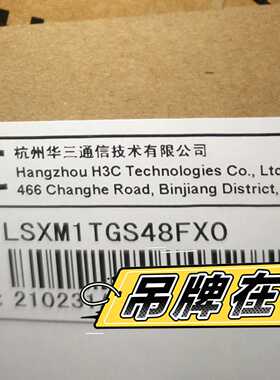 杭州华三通信技术有限公司
Hangzhou H3C Technologies Co., Ltd
466 Changhe Road, Binjiang District,
LSXM1TGS48FX0
21023
吊牌在